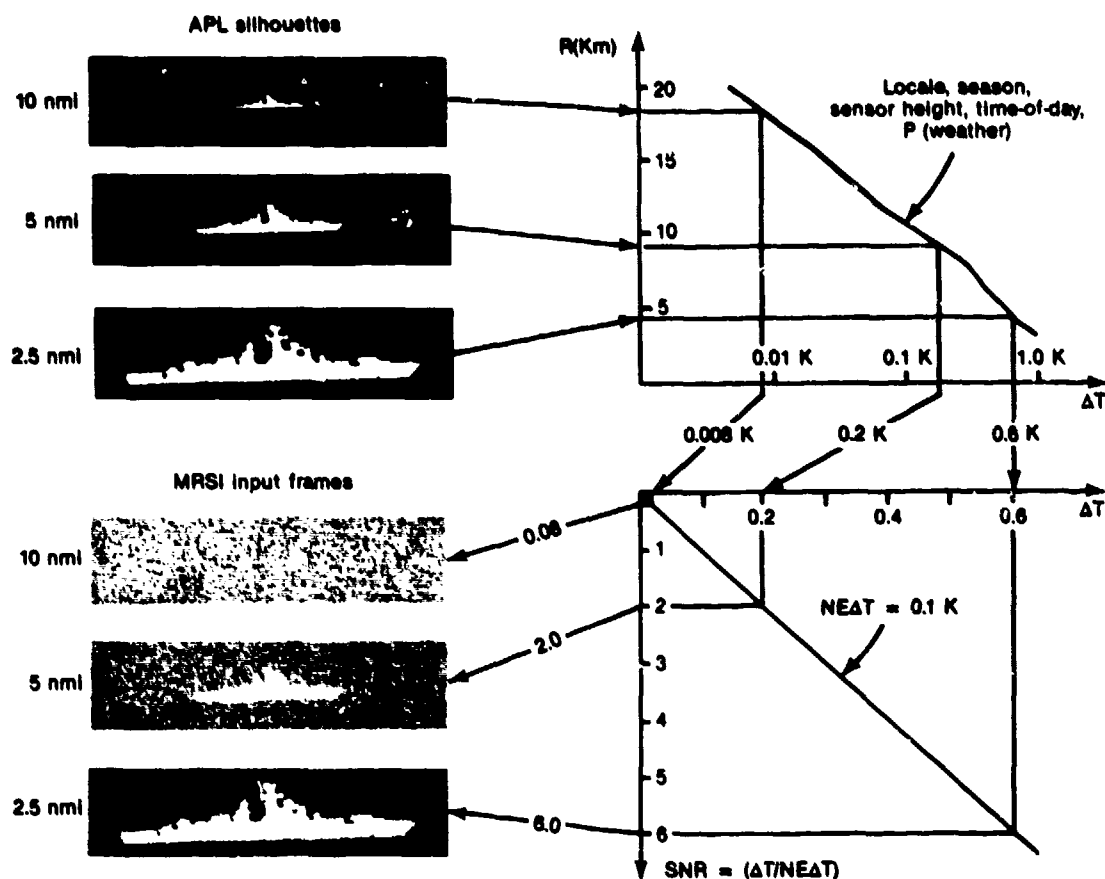 APL silhouettes
10 nmi
5 nmi
2.5 nmi
R(Km)
20
15
10
5
Locale, season,
sensor height, time-of-day,
P (weather)
0.01 K
0.1 K
1.0 K
ΔT
0.008 K
0.2 K
0.6 K
MRSI input frames
10 nmi
5 nmi
2.5 nmi
0.08
2.0
6.0
0.2
0.4
0.6
ΔT
1
2
3
4
5
6
NEΔT = 0.1 K
SNR = (ΔT/NEΔT)